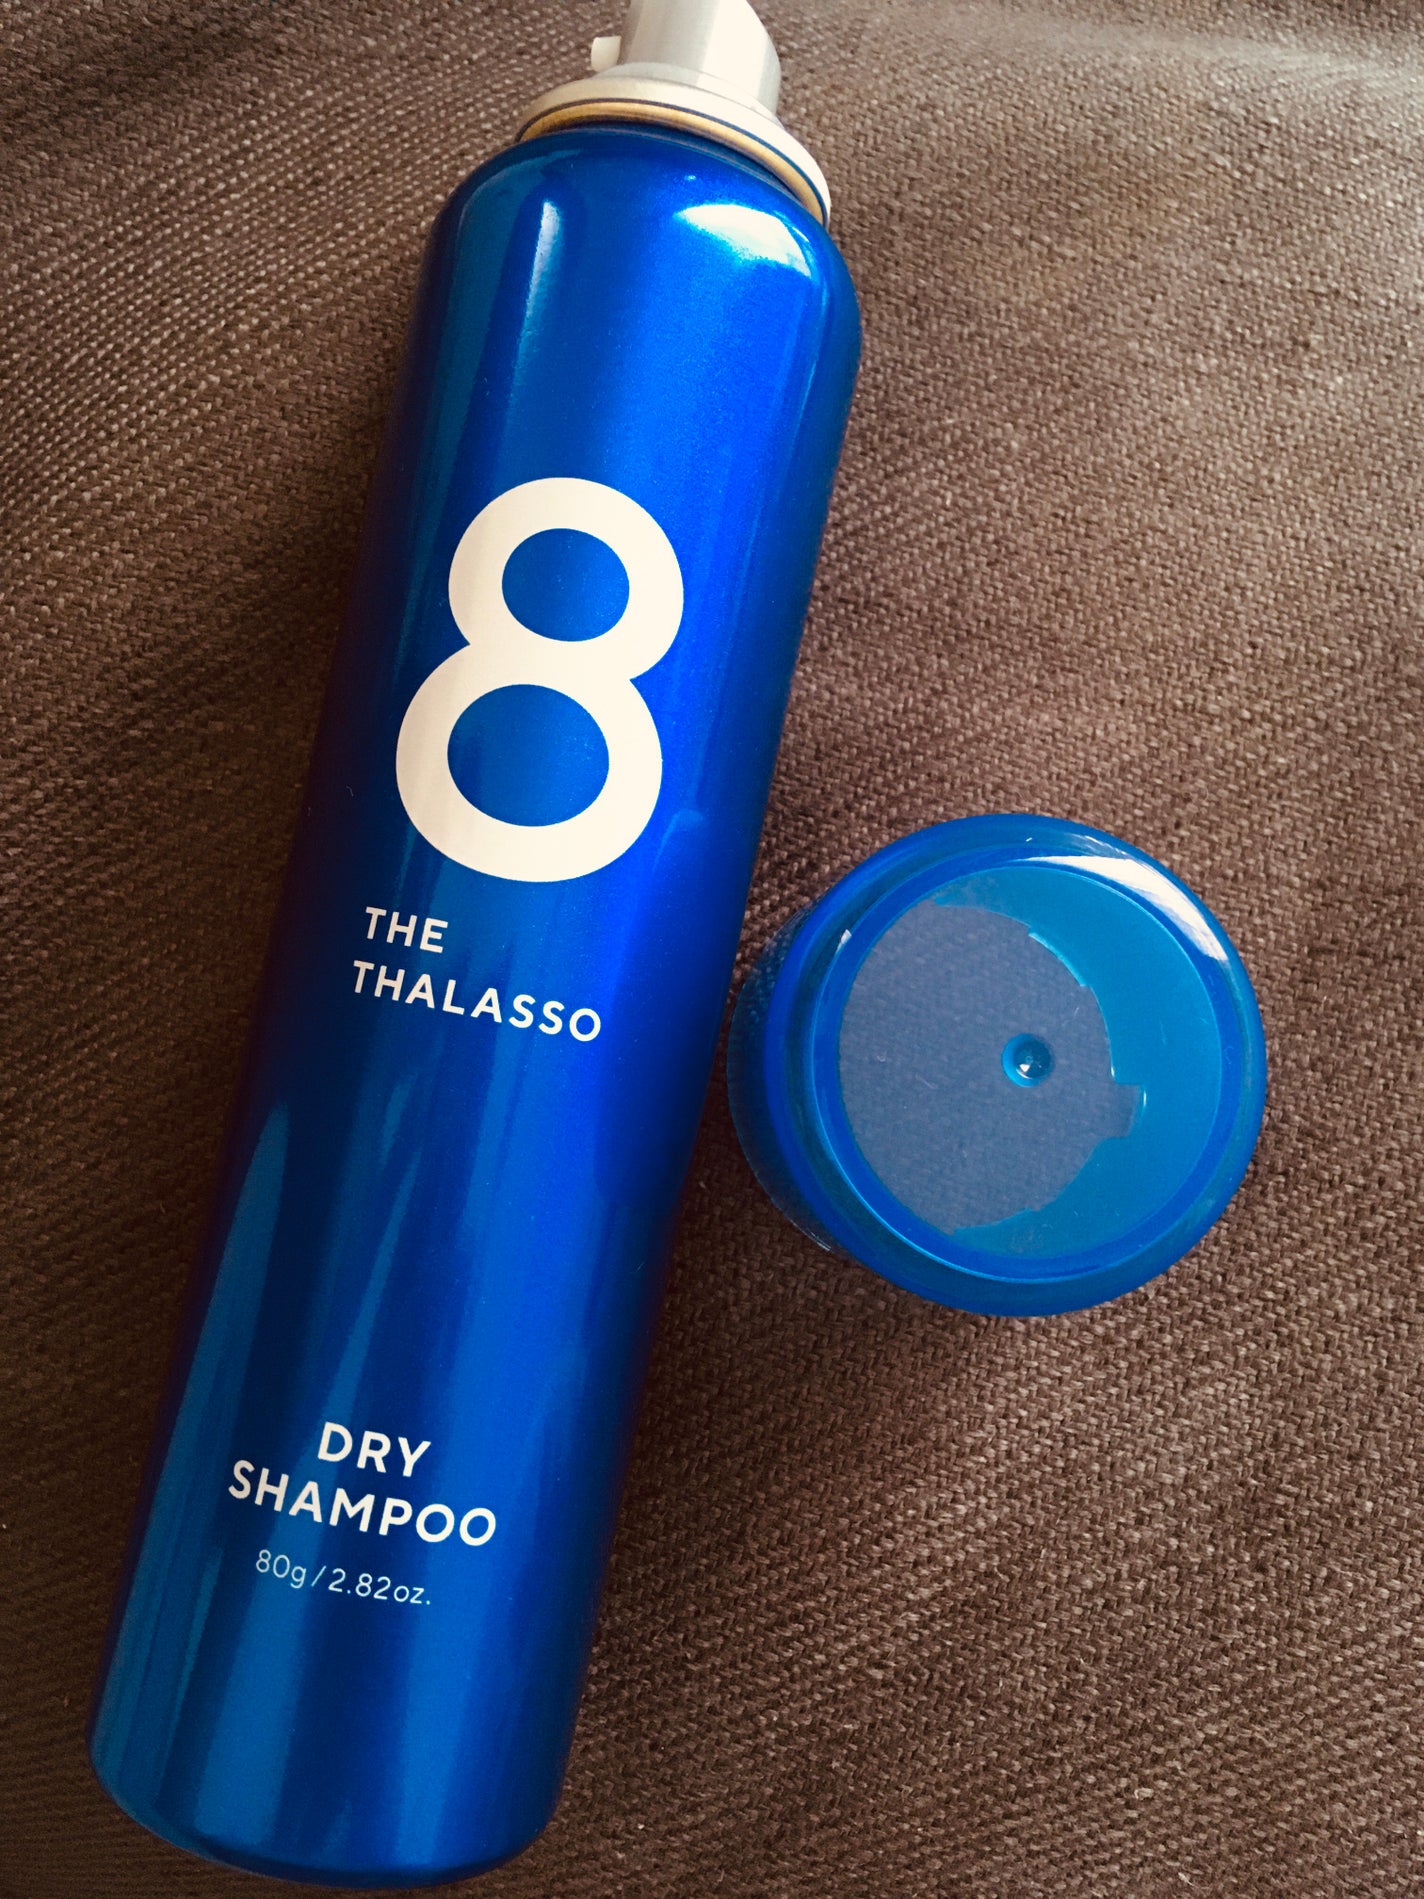 8
THE
THALASSO
DRY
SHAMPOO
80g/2.82oz.